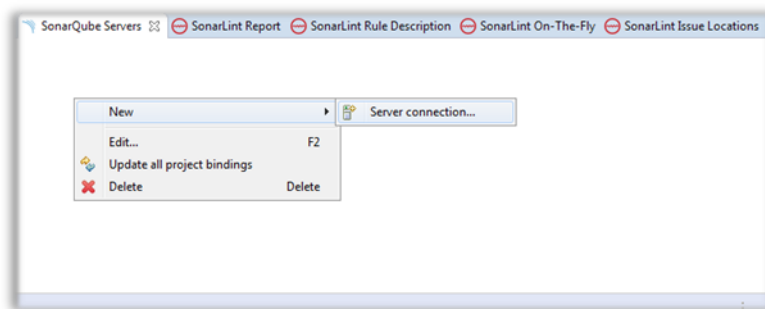 SonarQube Servers SonarLint Report SonarLint Rule Description SonarLint On-The-Fly SonarLint Issue Locations
New Server connection...
Edit... F2
Update all project bindings
Delete Delete